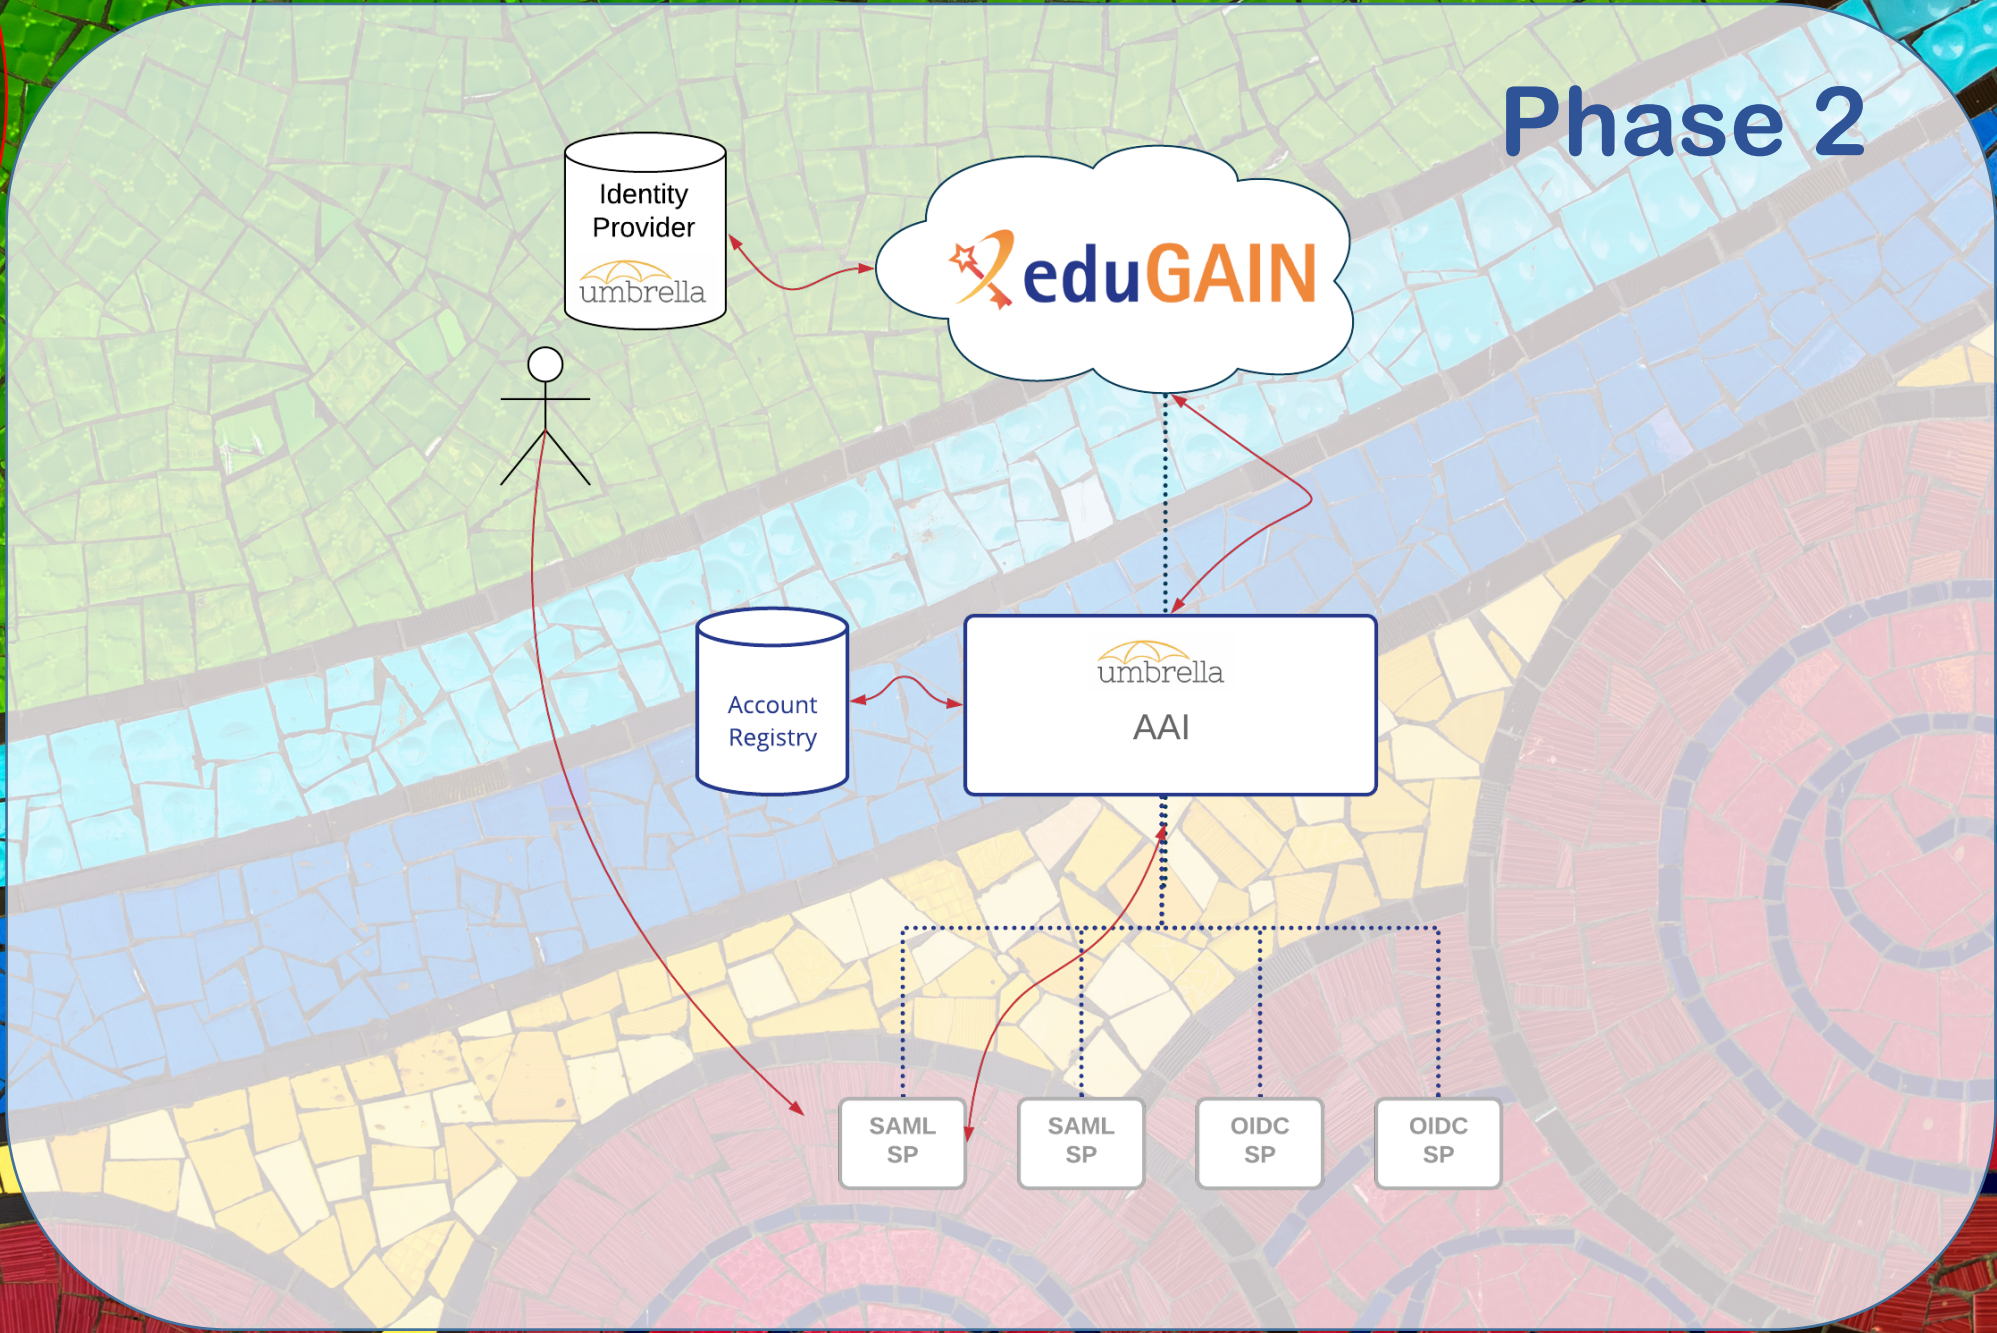 Phase 2
Identity
Provider
umbrella
eduGAIN
umbrella
AAI
Account
Registry
SAML
SP
SAML
SP
OIDC
SP
OIDC
SP